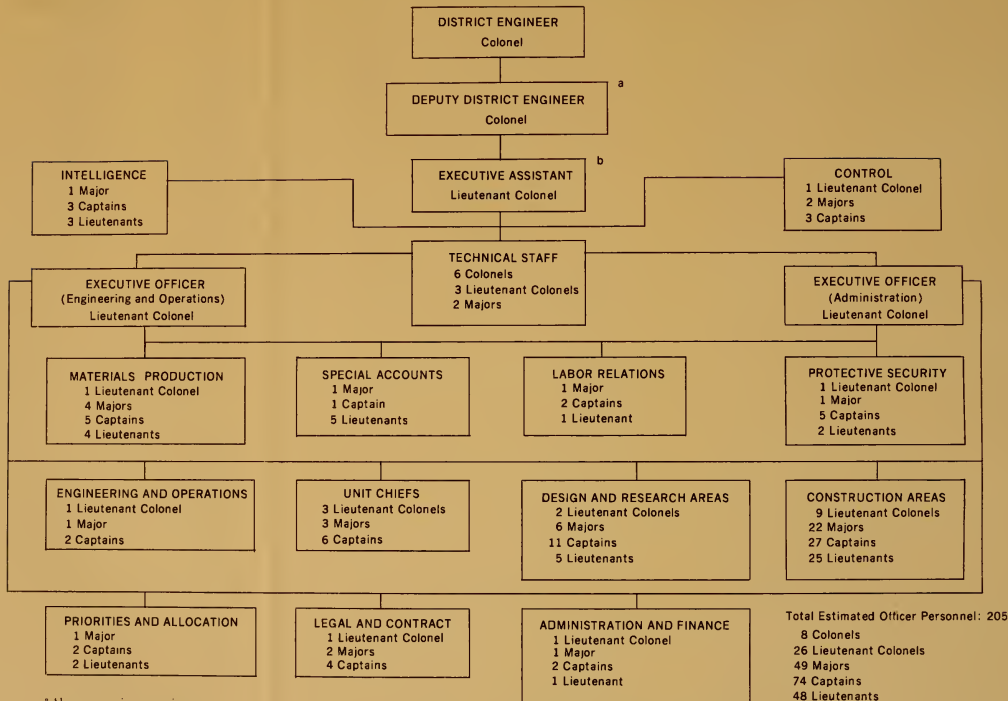 DISTRICT ENGINEER
Colonel
a
DEPUTY DISTRICT ENGINEER
Colonel
b
EXECUTIVE ASSISTANT
Lieutenant Colonel
INTELLIGENCE
1 Major
3 Captains
3 Lieutenants
CONTROL
1 Lieutenant Colonel
2 Majors
3 Captains
TECHNICAL STAFF
6 Colonels
3 Lieutenant Colonels
2 Majors
EXECUTIVE OFFICER
(Engineering and Operations)
Lieutenant Colonel
EXECUTIVE OFFICER
(Administration)
Lieutenant Colonel
MATERIALS PRODUCTION
1 Lieutenant Colonel
4 Majors
5 Captains
4 Lieutenants
SPECIAL ACCOUNTS
1 Major
1 Captain
5 Lieutenants
LABOR RELATIONS
1 Major
2 Captains
1 Lieutenant
PROTECTIVE SECURITY
1 Lieutenant Colonel
1 Major
5 Captains
2 Lieutenants
ENGINEERING AND OPERATIONS
1 Lieutenant Colonel
1 Major
2 Captains
UNIT CHIEFS
3 Lieutenant Colonels
3 Majors
6 Captains
DESIGN AND RESEARCH AREAS
2 Lieutenant Colonels
6 Majors
11 Captains
5 Lieutenants
CONSTRUCTION AREAS
9 Lieutenant Colonels
22 Majors
27 Captains
25 Lieutenants
PRIORITIES AND ALLOCATION
1 Major
2 Captains
2 Lieutenants
LEGAL AND CONTRACT
1 Lieutenant Colonel
2 Majors
4 Captains
ADMINISTRATION AND FINANCE
1 Lieutenant Colonel
1 Major
2 Captains
1 Lieutenant
Total Estimated Officer Personnel: 205
8 Colonels
26 Lieutenant Colonels
49 Majors
74 Captains
48 Lieutenants